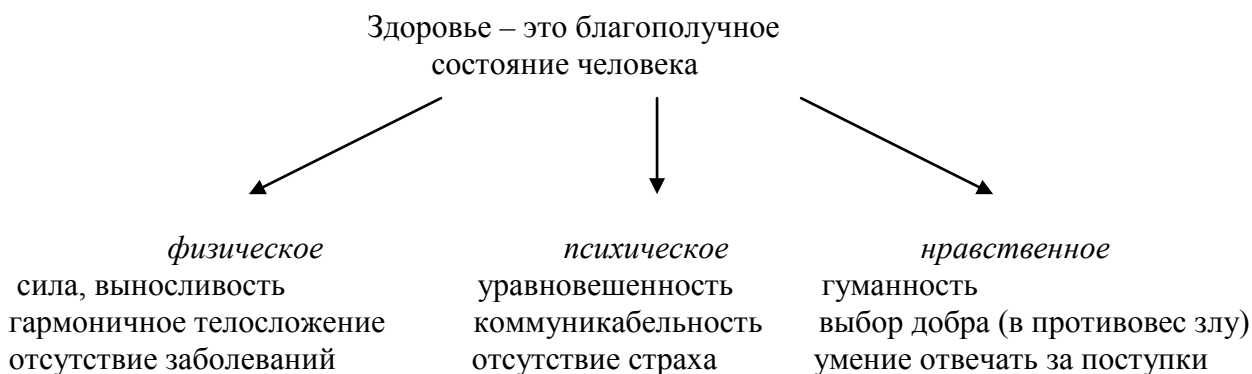 Здоровье – это благополучное
состояние человека
физическое
сила, выносливость
гармоничное телосложение
отсутствие заболеваний
психическое
уравновешенность
коммуникабельность
отсутствие страха
нравственное
гуманность
выбор добра (в противовес злу)
умение отвечать за поступки